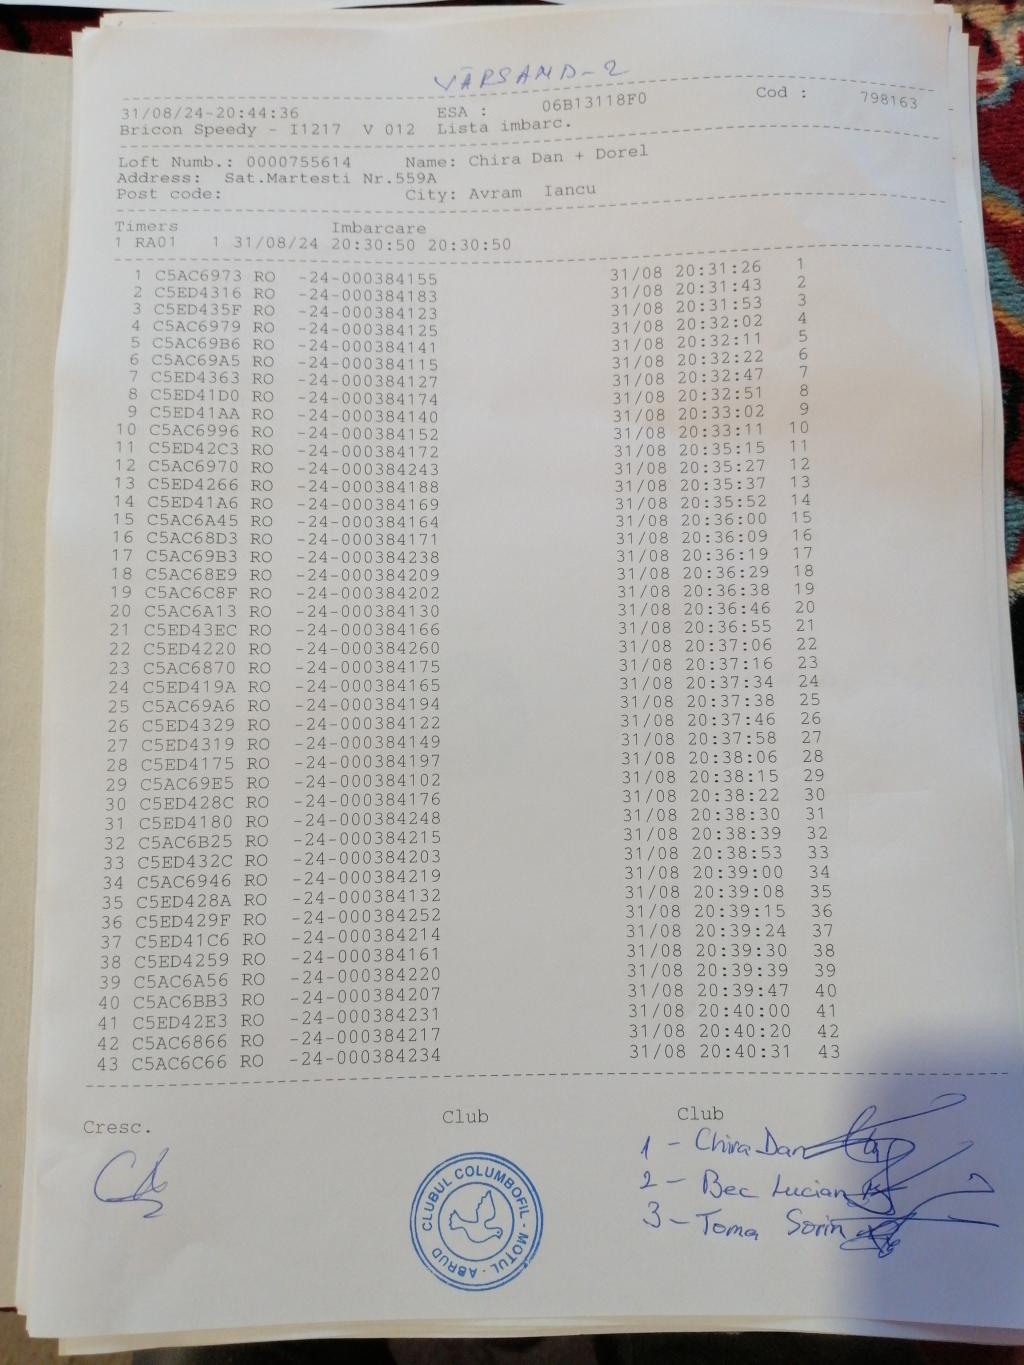 VĂRSAND-2
31/08/24-20:44:36 ESA : 06B13118F0 Cod : 798163
Bricon Speedy - I1217 V 012 Lista imbarc.
Loft Numb.: 0000755614 Name: Chira Dan + Dorel
Address: Sat.Martesti Nr.559A
Post code: City: Avram Iancu
Timers Imbarcare
1 RA01 1 31/08/24 20:30:50 20:30:50
1 C5AC6973 RO -24-000384155 31/08 20:31:26 1
2 C5ED4316 RO -24-000384183 31/08 20:31:43 2
3 C5ED435F RO -24-000384123 31/08 20:31:53 3
4 C5AC6979 RO -24-000384125 31/08 20:32:02 4
5 C5AC69B6 RO -24-000384141 31/08 20:32:11 5
6 C5AC69A5 RO -24-000384115 31/08 20:32:22 6
7 C5ED4363 RO -24-000384127 31/08 20:32:47 7
8 C5ED41D0 RO -24-000384174 31/08 20:32:51 8
9 C5ED41AA RO -24-000384140 31/08 20:33:02 9
10 C5AC6996 RO -24-000384152 31/08 20:33:11 10
11 C5ED42C3 RO -24-000384172 31/08 20:35:15 11
12 C5AC6970 RO -24-000384243 31/08 20:35:27 12
13 C5ED4266 RO -24-000384188 31/08 20:35:37 13
14 C5ED41A6 RO -24-000384169 31/08 20:35:52 14
15 C5AC6A45 RO -24-000384164 31/08 20:36:00 15
16 C5AC68D3 RO -24-000384171 31/08 20:36:09 16
17 C5AC69B3 RO -24-000384238 31/08 20:36:19 17
18 C5AC68E9 RO -24-000384209 31/08 20:36:29 18
19 C5AC6C8F RO -24-000384202 31/08 20:36:38 19
20 C5AC6A13 RO -24-000384130 31/08 20:36:46 20
21 C5ED43EC RO -24-000384166 31/08 20:36:55 21
22 C5ED4220 RO -24-000384260 31/08 20:37:06 22
23 C5AC6870 RO -24-000384175 31/08 20:37:16 23
24 C5ED419A RO -24-000384165 31/08 20:37:34 24
25 C5AC69A6 RO -24-000384194 31/08 20:37:38 25
26 C5ED4329 RO -24-000384122 31/08 20:37:46 26
27 C5ED4319 RO -24-000384149 31/08 20:37:58 27
28 C5ED4175 RO -24-000384197 31/08 20:38:06 28
29 C5AC69E5 RO -24-000384102 31/08 20:38:15 29
30 C5ED428C RO -24-000384176 31/08 20:38:22 30
31 C5ED4180 RO -24-000384248 31/08 20:38:30 31
32 C5AC6B25 RO -24-000384215 31/08 20:38:39 32
33 C5ED432C RO -24-000384203 31/08 20:38:53 33
34 C5AC6946 RO -24-000384219 31/08 20:39:00 34
35 C5ED428A RO -24-000384132 31/08 20:39:08 35
36 C5ED429F RO -24-000384252 31/08 20:39:15 36
37 C5ED41C6 RO -24-000384214 31/08 20:39:24 37
38 C5ED4259 RO -24-000384161 31/08 20:39:30 38
39 C5AC6A56 RO -24-000384220 31/08 20:39:39 39
40 C5AC6BB3 RO -24-000384207 31/08 20:39:47 40
41 C5ED42E3 RO -24-000384231 31/08 20:40:00 41
42 C5AC6866 RO -24-000384217 31/08 20:40:20 42
43 C5AC6C66 RO -24-000384234 31/08 20:40:31 43
Cresc. Club Club
1 - Chira Dan
2 - Bec Lucian
3 - Toma Sorin
CLUBUL COLUMBOFIL - MOȚUL - ABRUD